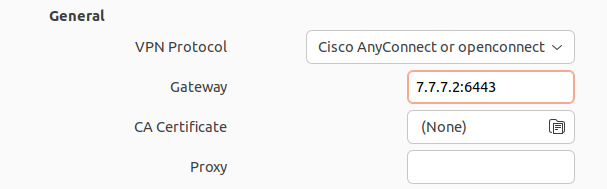 General
VPN Protocol Cisco AnyConnect or openconnect
Gateway 7.7.7.2:6443
CA Certificate (None)
Proxy